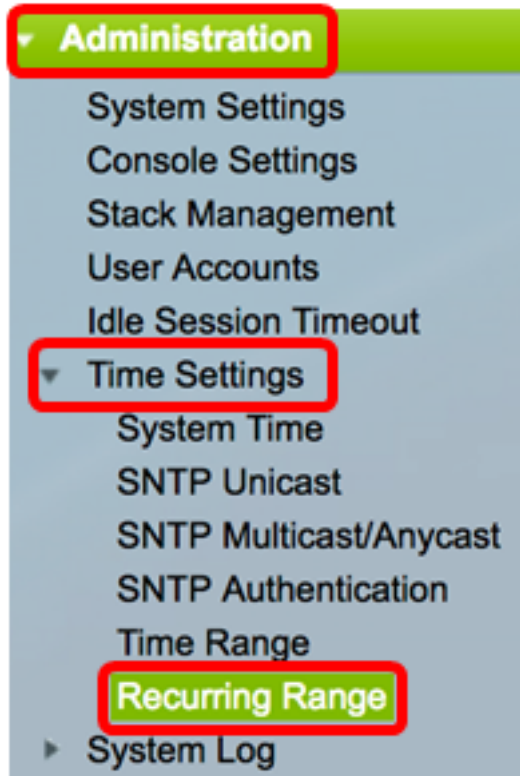 Administration
System Settings
Console Settings
Stack Management
User Accounts
Idle Session Timeout
Time Settings
System Time
SNTP Unicast
SNTP Multicast/Anycast
SNTP Authentication
Time Range
Recurring Range
System Log